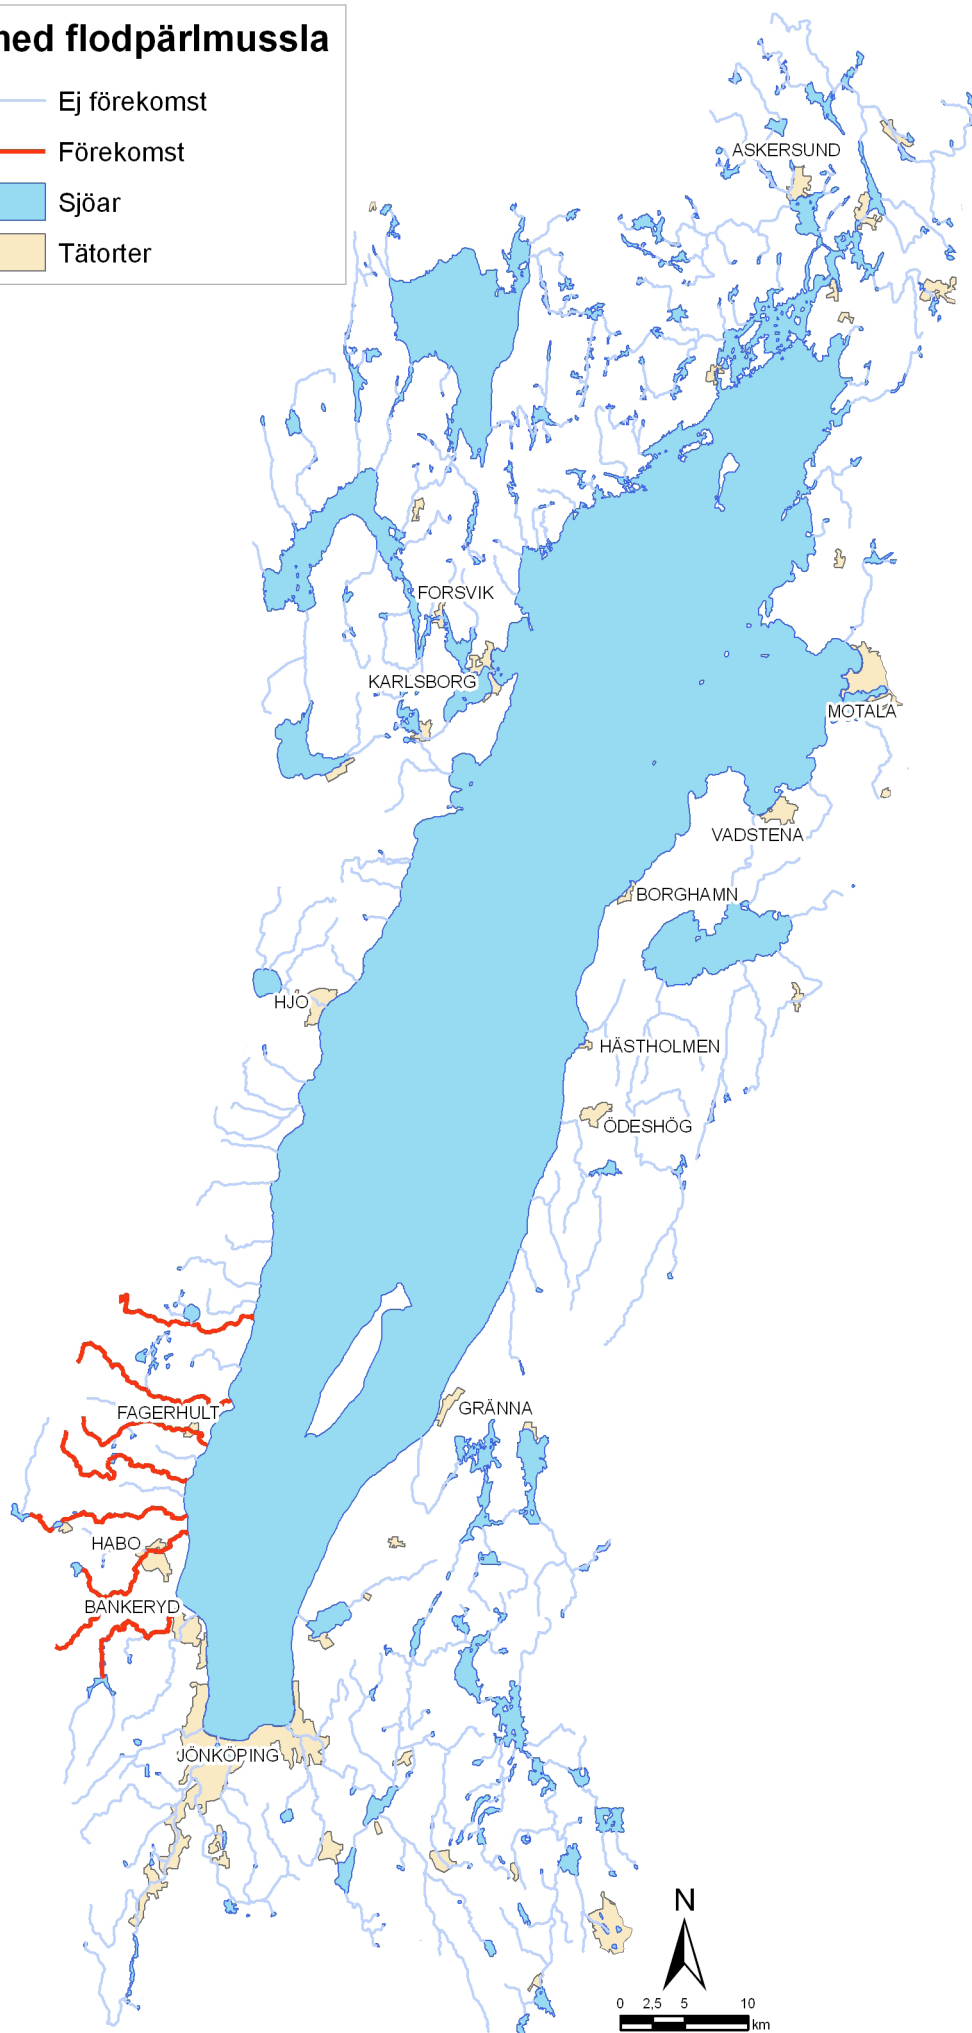 med flodpärlmussla
Ej förekomst
Förekomst
Sjöar
Tätorter
ASKERSUND
FORSVIK
KARLSBORG
MOTALA
VADSTENA
BORGHAMN
HJO
HÄSTHOLMEN
ÖDESHÖG
GRÄNNA
FAGERHULT
HABO
BANKERYD
JÖNKÖPING
N
0 2,5 5 10
km